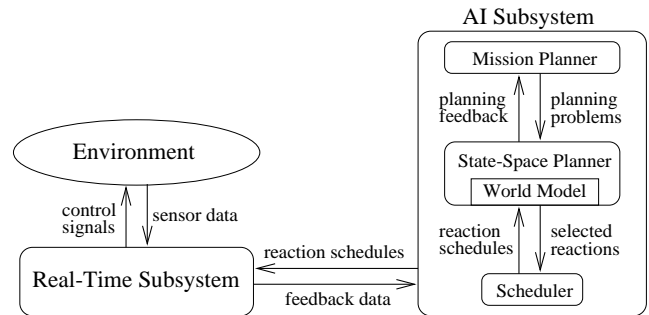 AI Subsystem
Mission Planner
planning
feedback
planning
problems
Environment
State-Space Planner
World Model
control
signals
sensor data
reaction schedules
reaction
schedules
selected
reactions
Real-Time Subsystem
feedback data
Scheduler